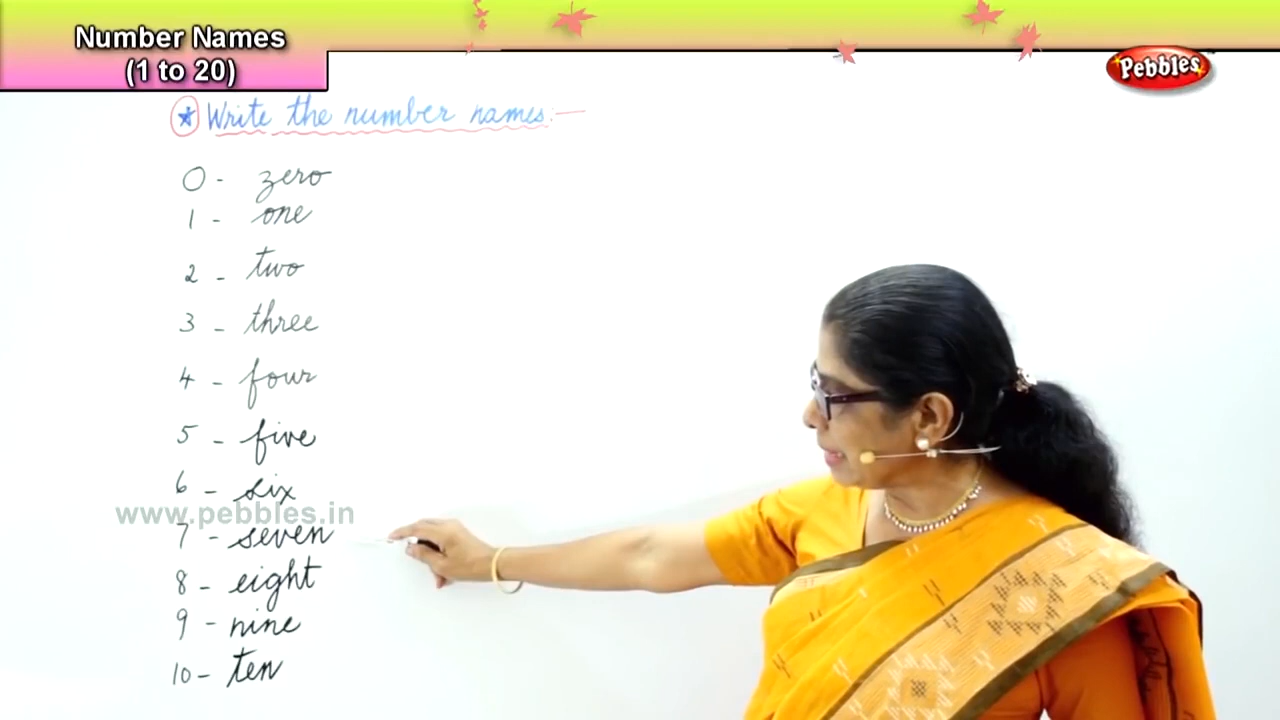 Number Names
(1 to 20)
Pebbles
★ Write the number names:—
0 - zero
1 - one
2 - two
3 - three
4 - four
5 - five
6 - six
www.pebbles.in
7 - seven
8 - eight
9 - nine
10 - ten